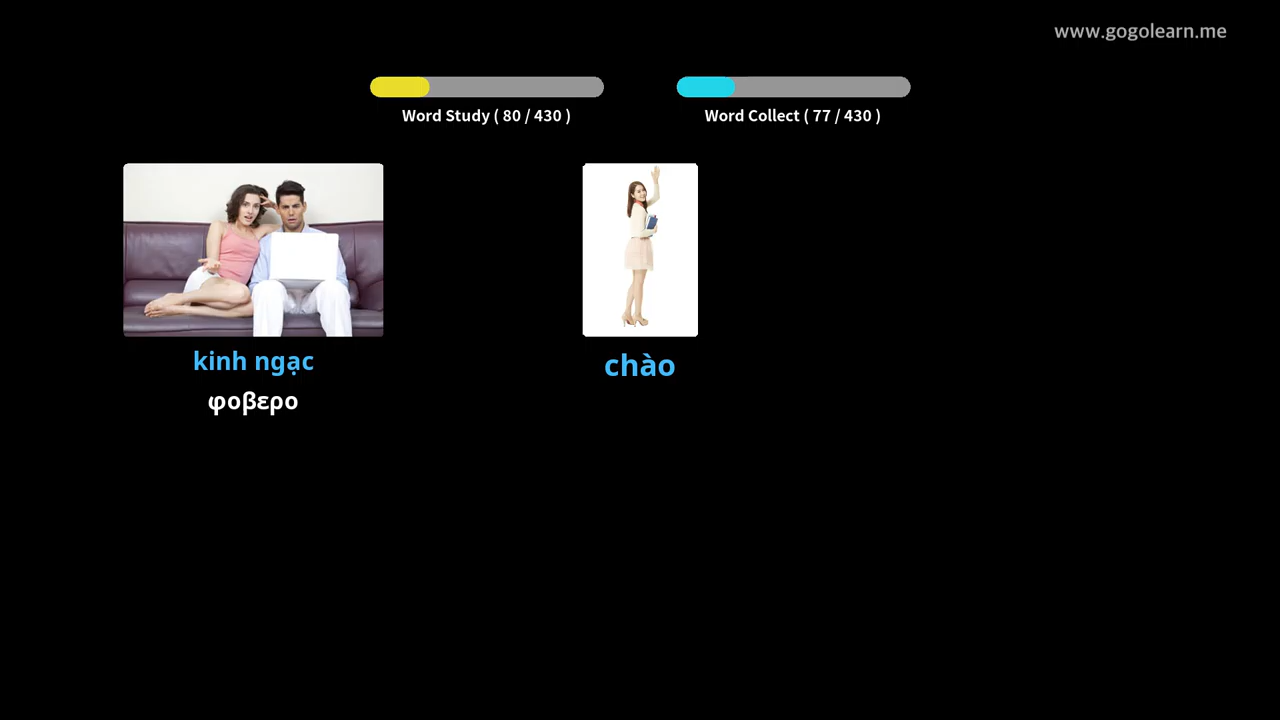 www.gogolearn.me
Word Study ( 80 / 430 )
Word Collect ( 77 / 430 )
kinh ngạc
φοβερο
chào